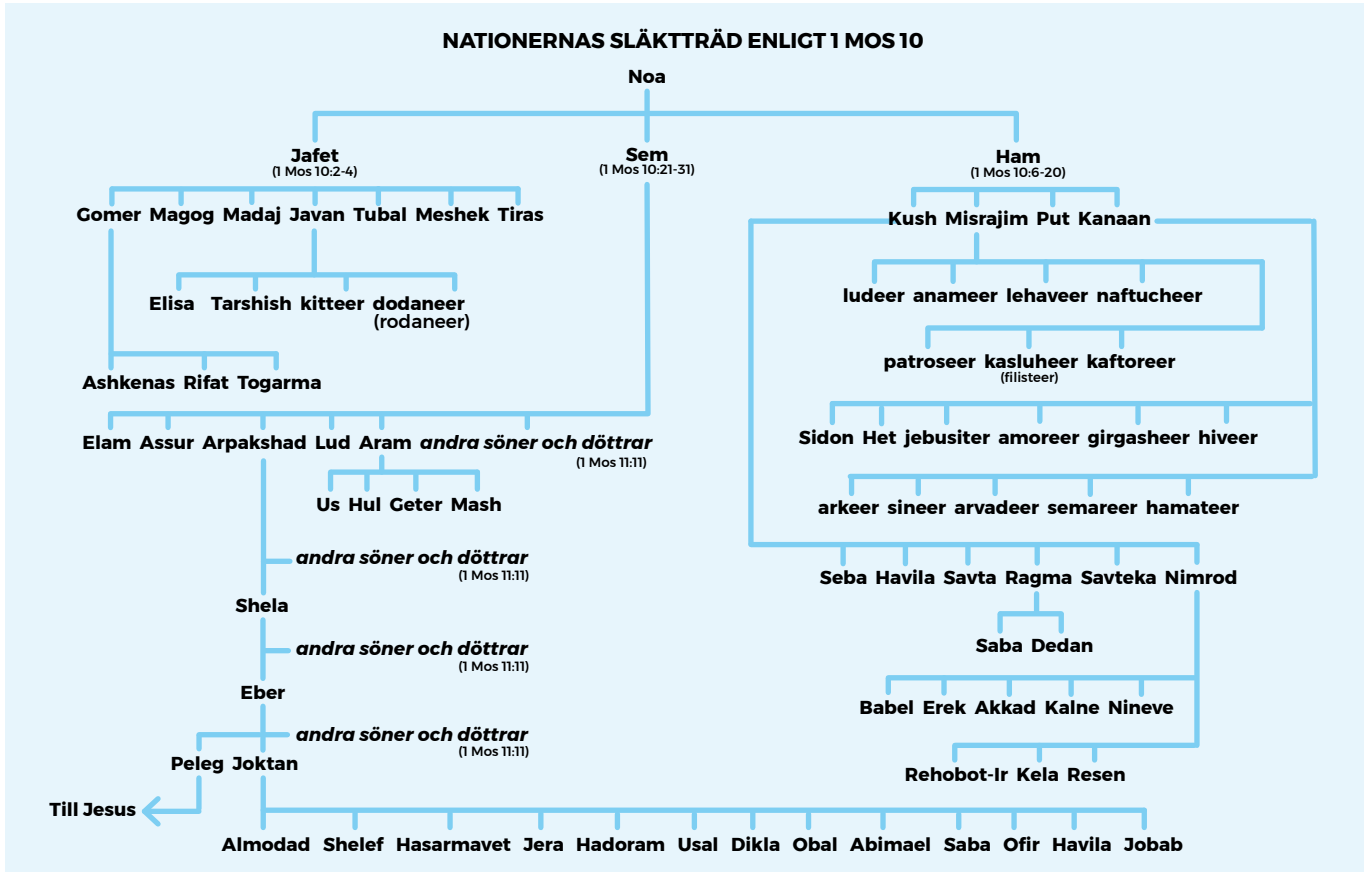 NATIONERNAS SLÄKTTRÄD ENLIGT 1 MOS 10
Noa
Jafet
(1 Mos 10:2-4)
Sem
(1 Mos 10:21-31)
Ham
(1 Mos 10:6-20)
Gomer Magog Madaj Javan Tubal Meshek Tiras
Kush Misrajim Put Kanaan
Elisa Tarshish kitteer dodaneer
(rodaneer)
ludeer anameer lehaveer naftucheer
patroseer kasluheer kaftoreer
(filisteer)
Ashkenas Rifat Togarma
Elam Assur Arpakshad Lud Aram andra söner och döttrar
(1 Mos 11:11)
Sidon Het jebusiter amoreer girgasheer hiveer
Us Hul Geter Mash
arkeer sineer arvadeer semareer hamateer
andra söner och döttrar
(1 Mos 11:11)
Seba Havila Savta Ragma Savteka Nimrod
Shela
Saba Dedan
andra söner och döttrar
(1 Mos 11:11)
Eber
Babel Erek Akkad Kalne Nineve
andra söner och döttrar
(1 Mos 11:11)
Peleg Joktan
Rehobot-Ir Kela Resen
Till Jesus
Almodad Shelef Hasarmavet Jera Hadoram Usal Dikla Obal Abimael Saba Ofir Havila Jobab